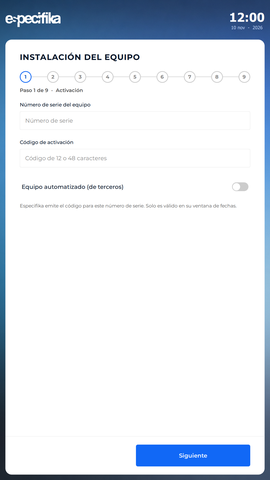 e-specifika
12:00
10 nov. - 2026
INSTALACIÓN DEL EQUIPO
1 2 3 4 5 6 7 8 9
Paso 1 de 9 - Activación
Número de serie del equipo
Número de serie
Código de activación
Código de 12 o 48 caracteres
Equipo automatizado (de terceros)
Especifika emite el código para este número de serie. Solo es válido en su ventana de fechas.
Siguiente